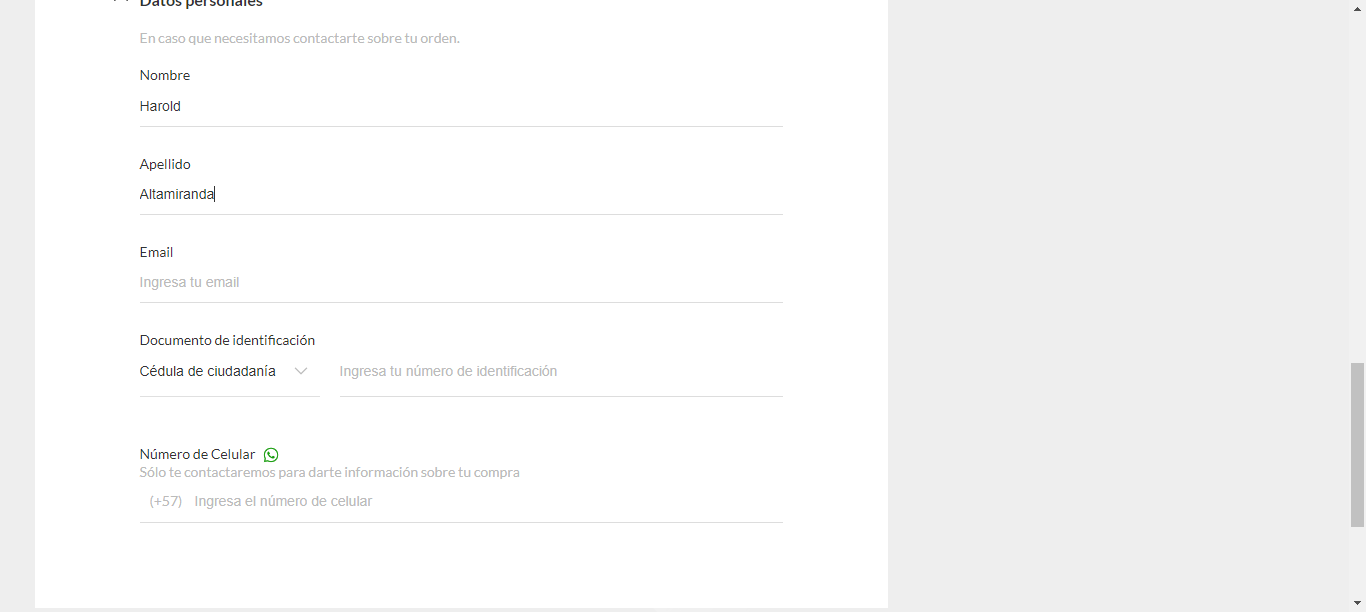 Datos personales
En caso que necesitamos contactarte sobre tu orden.
Nombre
Harold
Apellido
Altamiranda
Email
Ingresa tu email
Documento de identificación
Cédula de ciudadanía Ingresa tu número de identificación
Número de Celular
Sólo te contactaremos para darte información sobre tu compra
(+57) Ingresa el número de celular